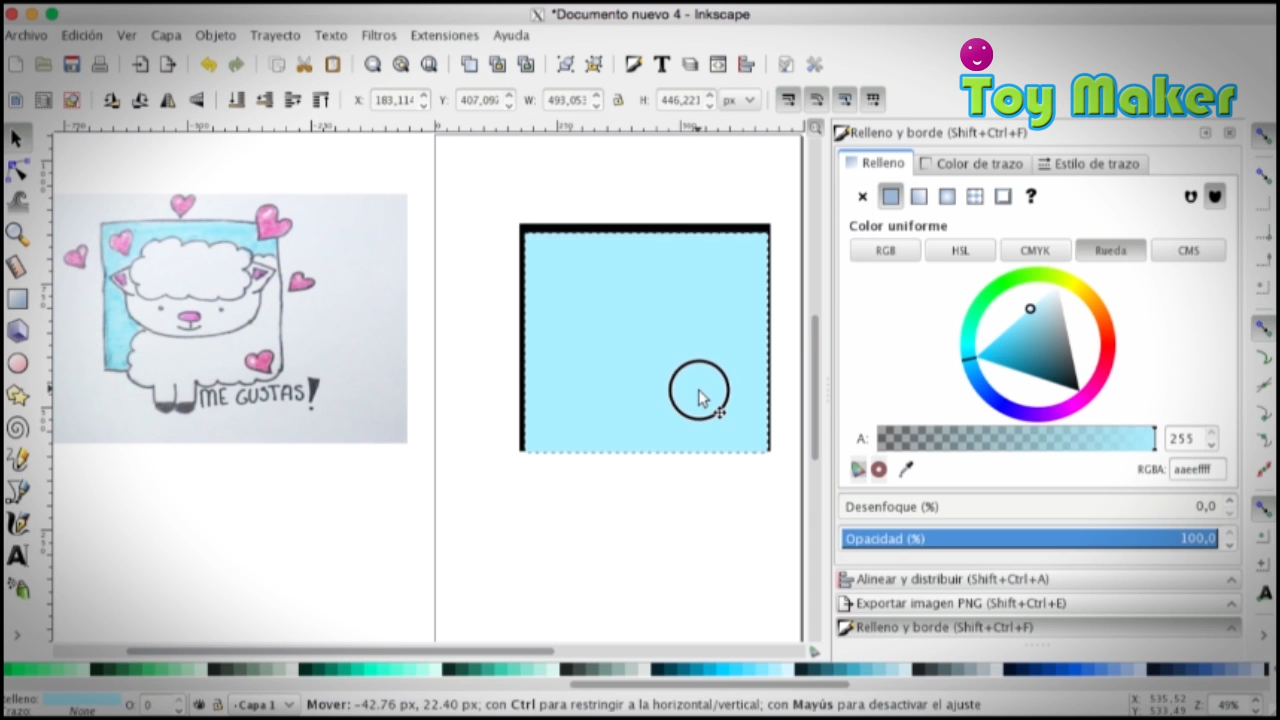 *Documento nuevo 4 - Inkscape
Archivo Edición Ver Capa Objeto Trayecto Texto Filtros Extensiones Ayuda
Toy Maker
X: 183,114 Y: 407,092 W: 493,053 H: 446,221 px
Relleno y borde (Shift+Ctrl+F)
Relleno Color de trazo Estilo de trazo
Color uniforme
RGB HSL CMYK Rueda CMS
ME GUSTAS!
A: 255
RGBA: aaeeffff
Desenfoque (%) 0,0
Opacidad (%) 100,0
Alinear y distribuir (Shift+Ctrl+A)
Exportar imagen PNG (Shift+Ctrl+E)
Relleno y borde (Shift+Ctrl+F)
elleno: O: 0 Capa 1 Mover: -42.76 px, 22.40 px; con Ctrl para restringir a la horizontal/vertical; con Mayús para desactivar el ajuste X: 535,52 Z: 49%
razo: None Y: 533,49